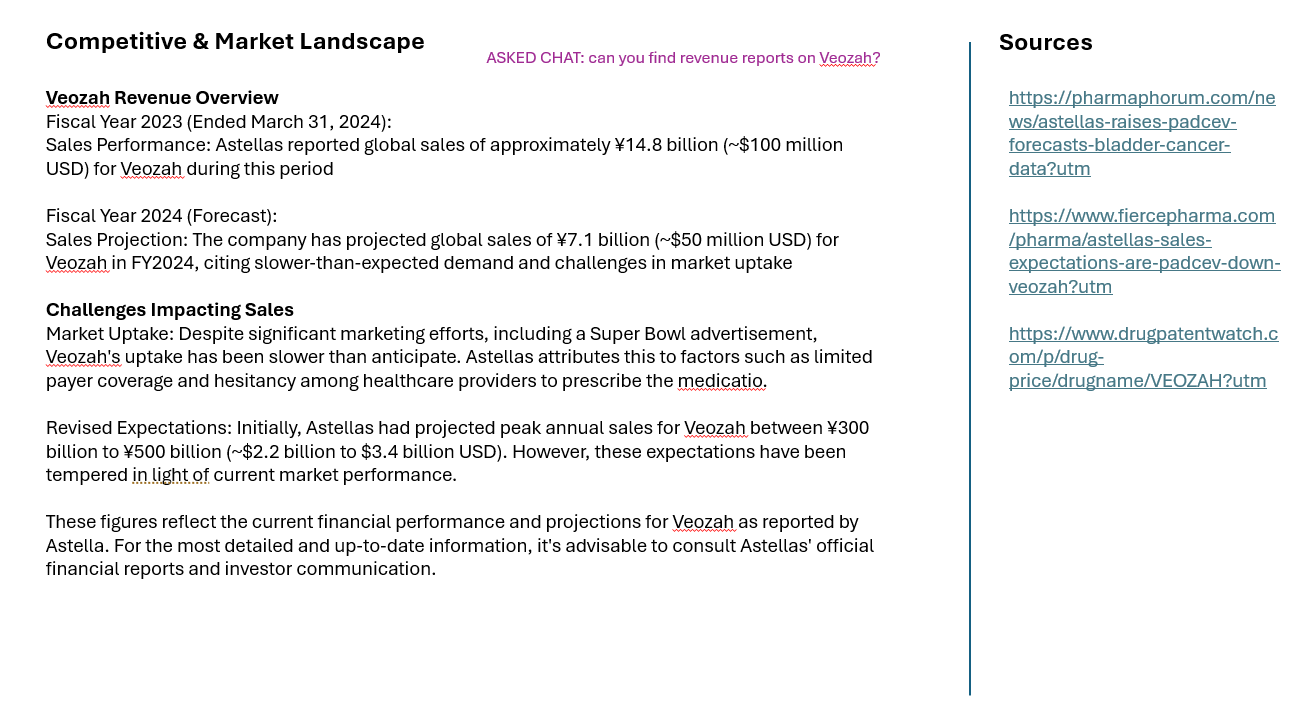 Competitive & Market Landscape
ASKED CHAT: can you find revenue reports on Veozah?
Veozah Revenue Overview
Fiscal Year 2023 (Ended March 31, 2024):
Sales Performance: Astellas reported global sales of approximately ¥14.8 billion (~$100 million
USD) for Veozah during this period
Fiscal Year 2024 (Forecast):
Sales Projection: The company has projected global sales of ¥7.1 billion (~$50 million USD) for
Veozah in FY2024, citing slower-than-expected demand and challenges in market uptake
Challenges Impacting Sales
Market Uptake: Despite significant marketing efforts, including a Super Bowl advertisement,
Veozah's uptake has been slower than anticipate. Astellas attributes this to factors such as limited
payer coverage and hesitancy among healthcare providers to prescribe the medicatio.
Revised Expectations: Initially, Astellas had projected peak annual sales for Veozah between ¥300
billion to ¥500 billion (~$2.2 billion to $3.4 billion USD). However, these expectations have been
tempered in light of current market performance.
These figures reflect the current financial performance and projections for Veozah as reported by
Astella. For the most detailed and up-to-date information, it's advisable to consult Astellas' official
financial reports and investor communication.
Sources
https://pharmaphorum.com/ne
ws/astellas-raises-padcev-
forecasts-bladder-cancer-
data?utm
https://www.fiercepharma.com
/pharma/astellas-sales-
expectations-are-padcev-down-
veozah?utm
https://www.drugpatentwatch.c
om/p/drug-
price/drugname/VEOZAH?utm